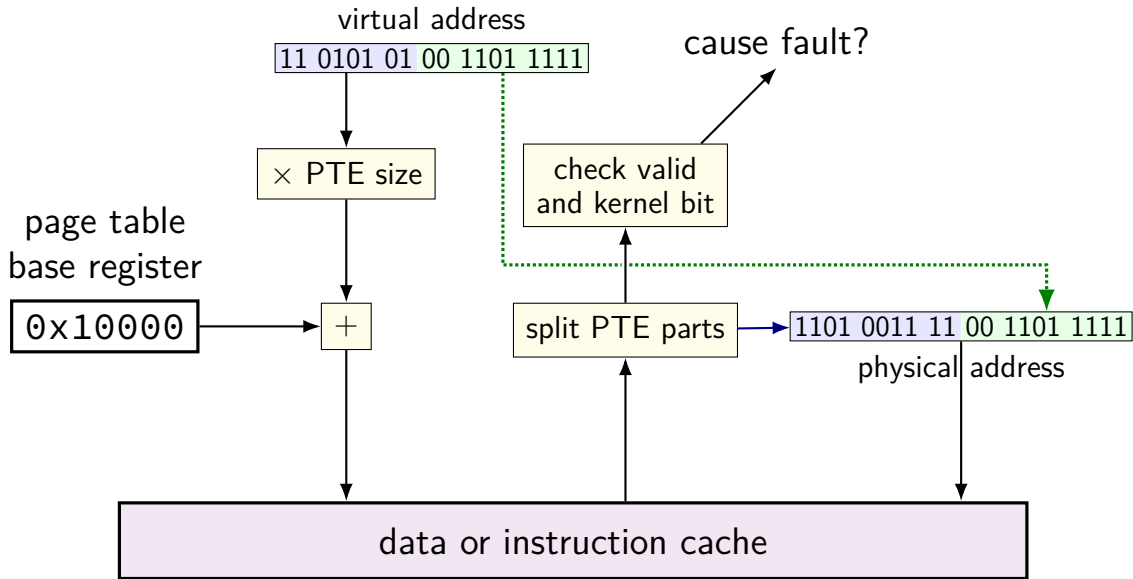 virtual address
11 0101 01 00 1101 1111
cause fault?
× PTE size
check valid
and kernel bit
page table
base register
0x10000
+
split PTE parts
1101 0011 11 00 1101 1111
physical address
data or instruction cache